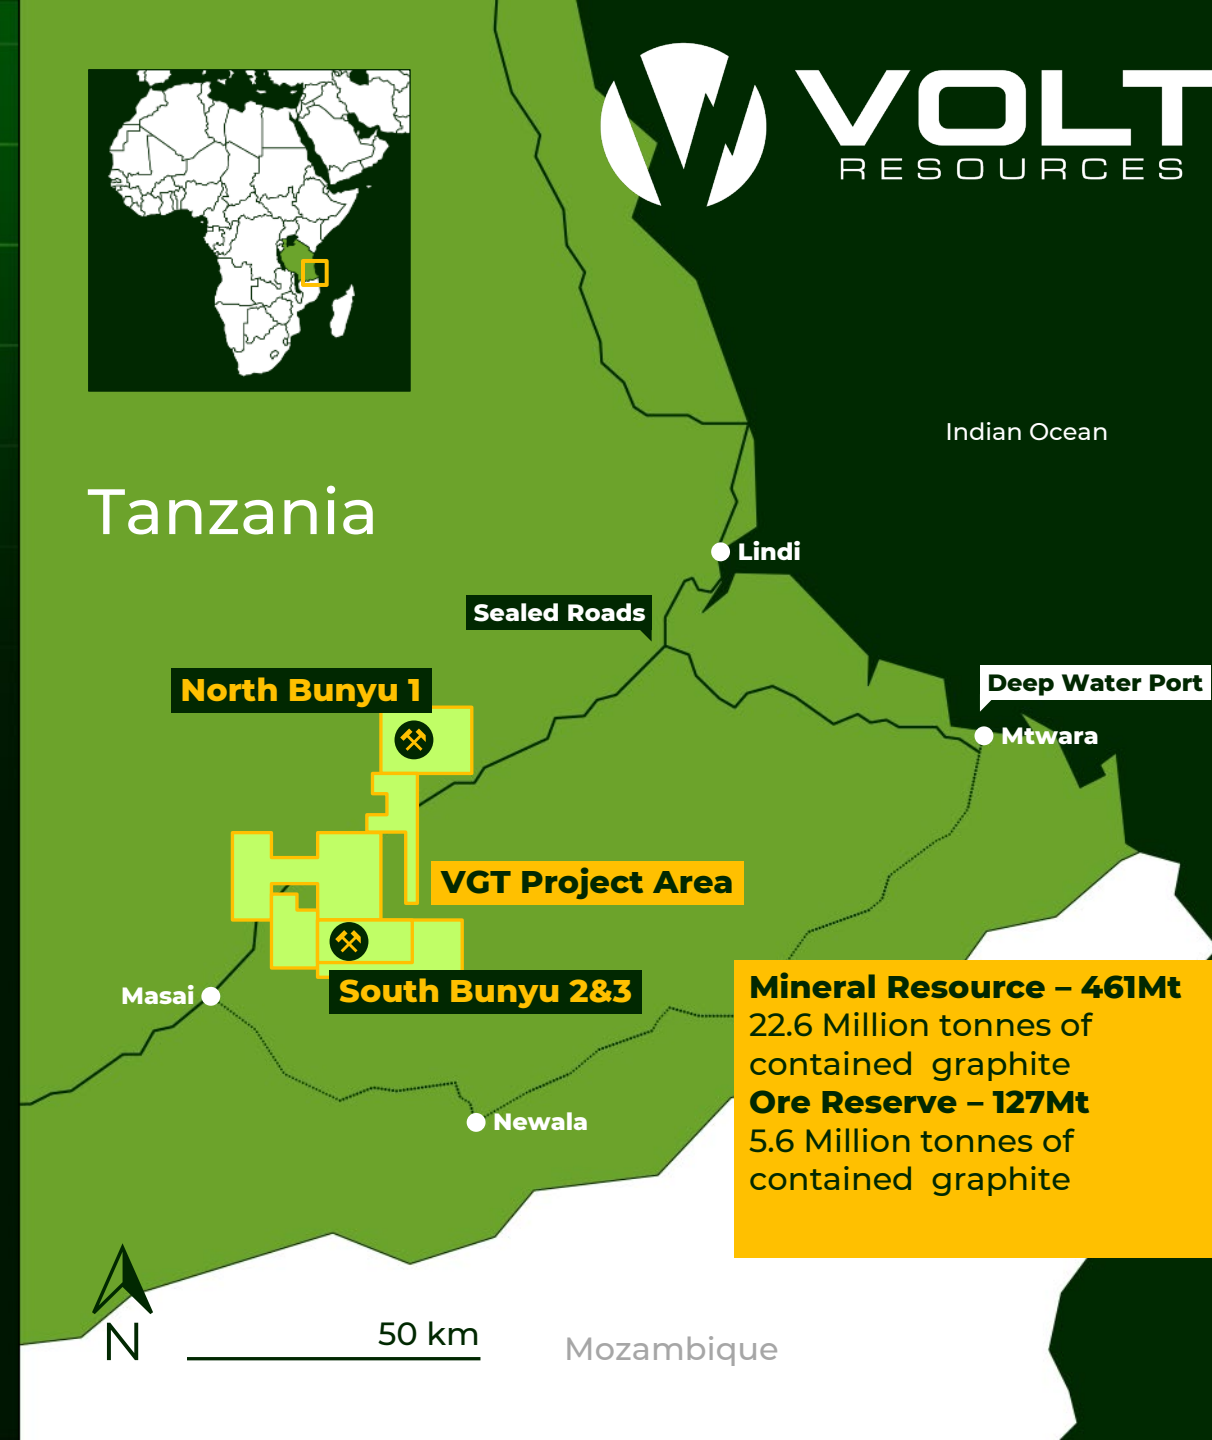 VOLT
RESOURCES
Indian Ocean
Tanzania
Lindi
Sealed Roads
North Bunyu 1
Deep Water Port
Mtwara
VGT Project Area
Masai
South Bunyu 2&3
Mineral Resource – 461Mt
22.6 Million tonnes of
contained graphite
Ore Reserve – 127Mt
5.6 Million tonnes of
contained graphite
Newala
N
50 km
Mozambique